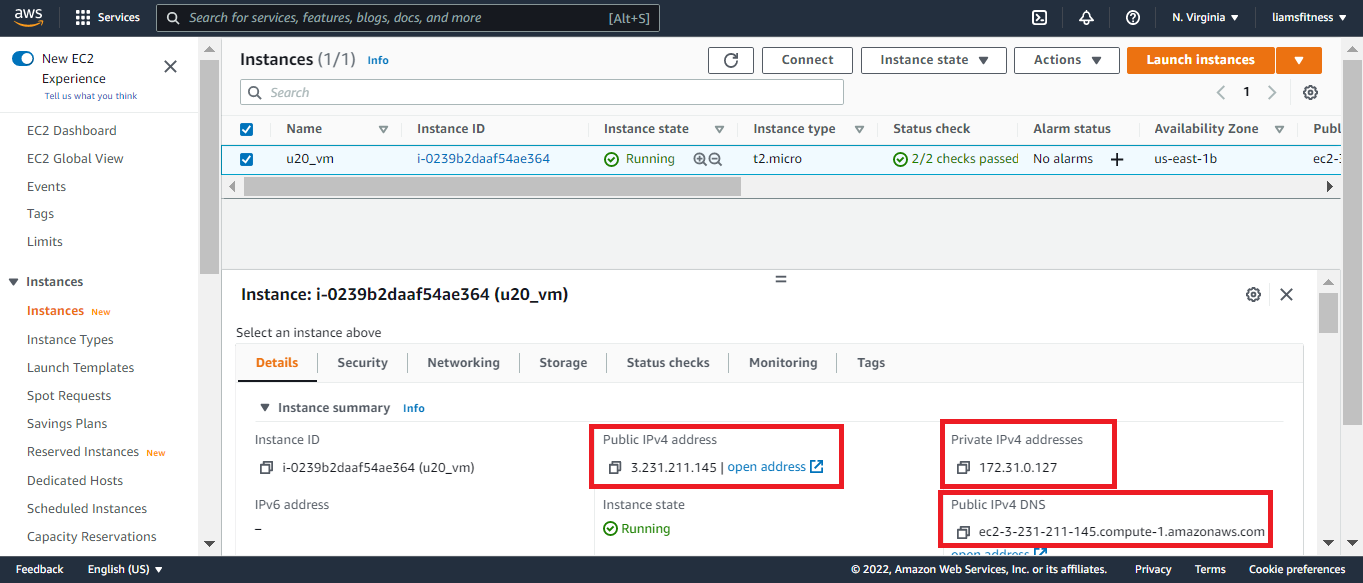 aws
Services
Search for services, features, blogs, docs, and more
[Alt+S]
N. Virginia
liamsfitness
New EC2
Experience
Tell us what you think
EC2 Dashboard
EC2 Global View
Events
Tags
Limits
Instances
Instances New
Instance Types
Launch Templates
Spot Requests
Savings Plans
Reserved Instances New
Dedicated Hosts
Scheduled Instances
Capacity Reservations
Instances (1/1) Info
Connect
Instance state
Actions
Launch instances
Search
1
Name Instance ID Instance state Instance type Status check Alarm status Availability Zone Publ
u20_vm i-0239b2daaf54ae364 Running t2.micro 2/2 checks passed No alarms + us-east-1b ec2-3
Instance: i-0239b2daaf54ae364 (u20_vm)
Select an instance above
Details Security Networking Storage Status checks Monitoring Tags
Instance summary Info
Instance ID
i-0239b2daaf54ae364 (u20_vm)
Public IPv4 address
3.231.211.145 | open address
Private IPv4 addresses
172.31.0.127
IPv6 address
–
Instance state
Running
Public IPv4 DNS
ec2-3-231-211-145.compute-1.amazonaws.com
open address
Feedback English (US) © 2022, Amazon Web Services, Inc. or its affiliates. Privacy Terms Cookie preferences